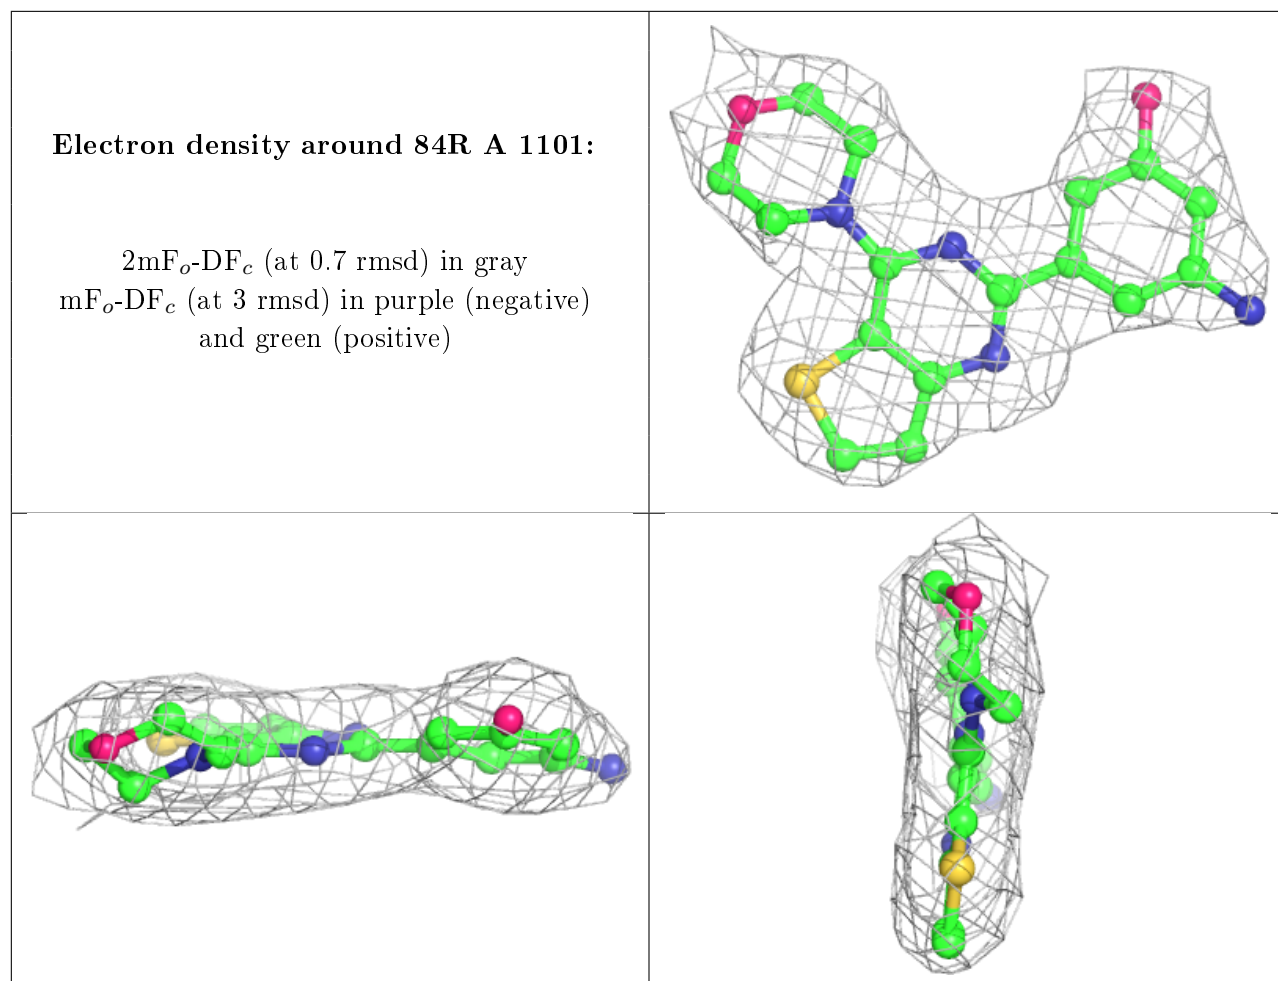 Electron density around 84R A 1101:
2mFo-DFc (at 0.7 rmsd) in gray
mFo-DFc (at 3 rmsd) in purple (negative)
and green (positive)